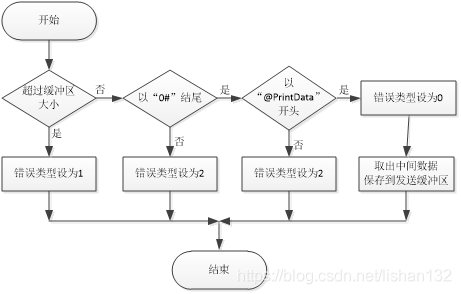 开始
超过缓冲区
大小
否
以“0#”结尾
是
以
“@PrintData”
开头
是
错误类型设为0
是
否
否
错误类型设为1
错误类型设为2
错误类型设为2
取出中间数据
保存到发送缓冲区
结束
https://blog.csdn.net/lishan132